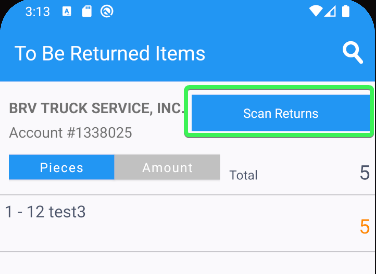 3:13
To Be Returned Items
BRV TRUCK SERVICE, INC.
Scan Returns
Account #1338025
Pieces Amount Total 5
1 - 12 test3
5